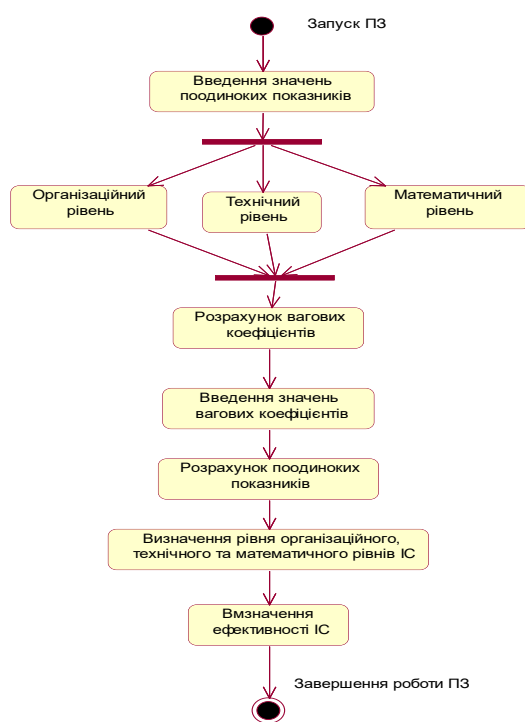 Запуск ПЗ
Введення значень
поодиноких показників
Організаційний
рівень
Технічний
рівень
Математичний
рівень
Розрахунок вагових
коефіцієнтів
Введення значень
вагових коефіцієнтів
Розрахунок поодиноких
показників
Визначення рівня організаційного,
технічного та математичного рівнів ІС
Вмзначення
ефективності ІС
Завершення роботи ПЗ